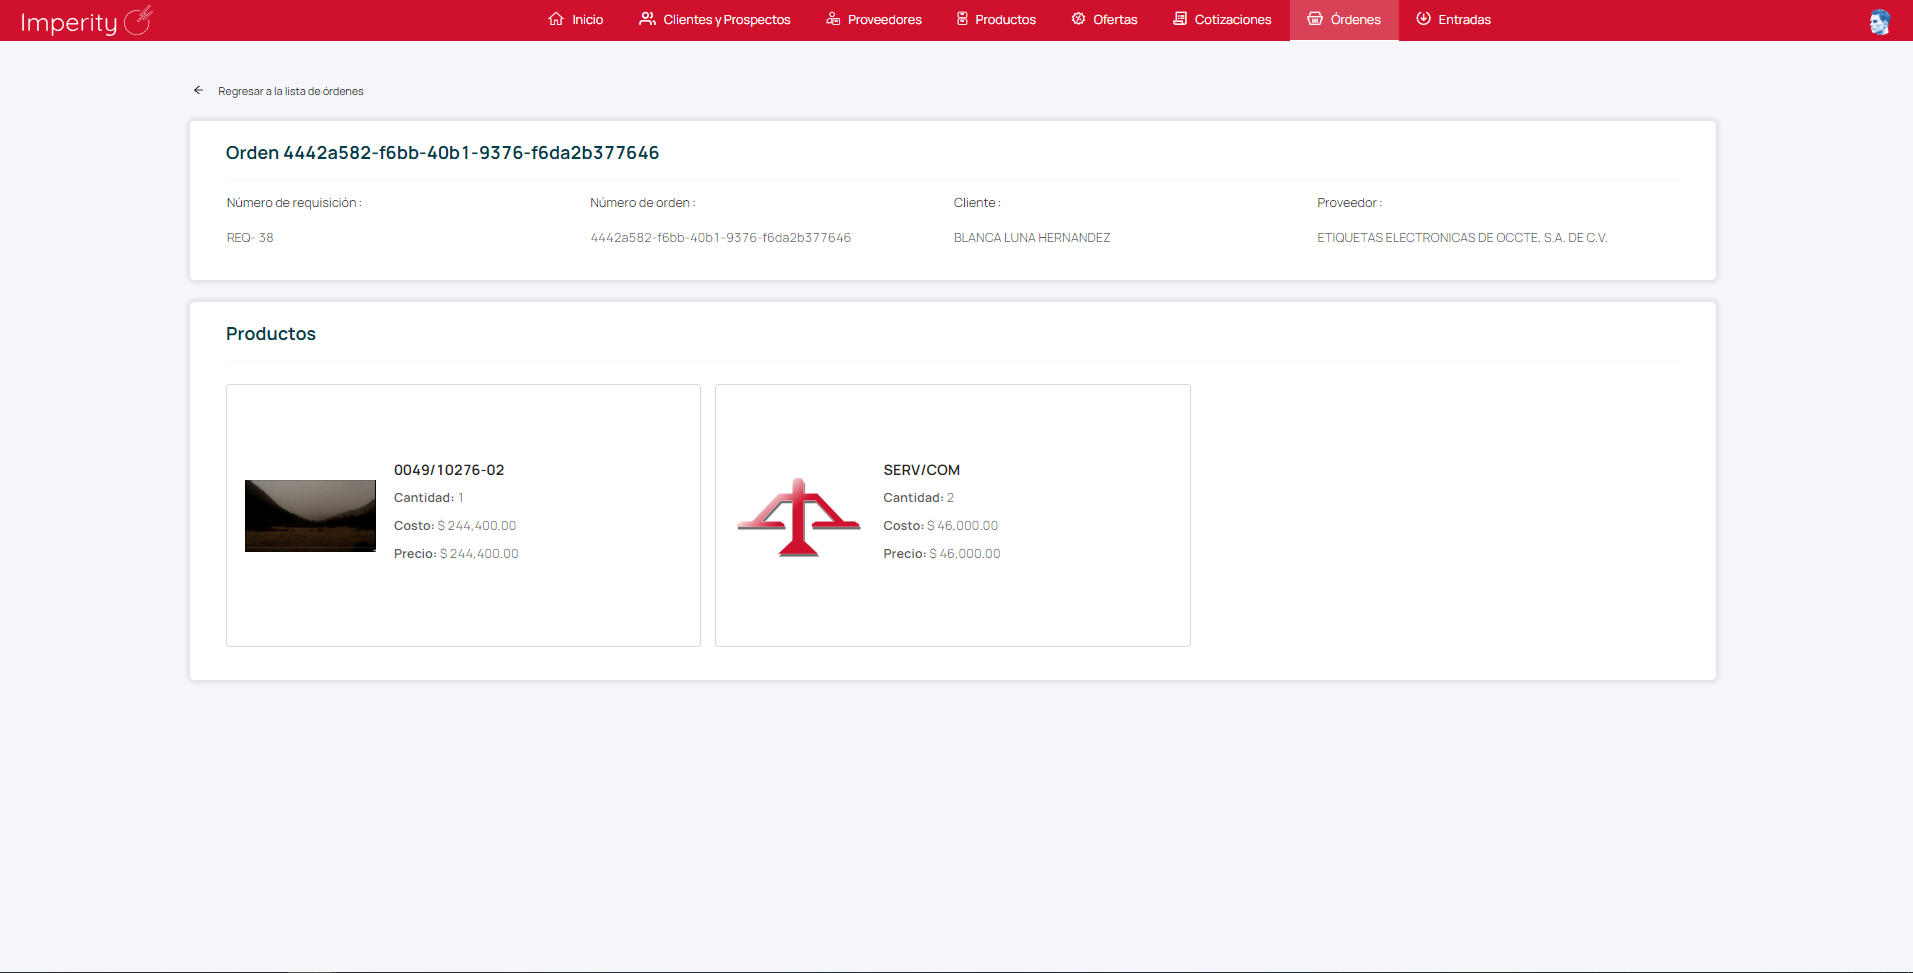 Imperity
Inicio
Clientes y Prospectos
Proveedores
Productos
Ofertas
Cotizaciones
Órdenes
Entradas
Regresar a la lista de órdenes
Orden 4442a582-f6bb-40b1-9376-f6da2b377646
Número de requisición :
Número de orden :
Cliente :
Proveedor :
REQ- 38
4442a582-f6bb-40b1-9376-f6da2b377646
BLANCA LUNA HERNANDEZ
ETIQUETAS ELECTRONICAS DE OCCTE, S.A. DE C.V.
Productos
0049/10276-02
Cantidad: 1
Costo: $ 244,400.00
Precio: $ 244,400.00
SERV/COM
Cantidad: 2
Costo: $ 46,000.00
Precio: $ 46,000.00